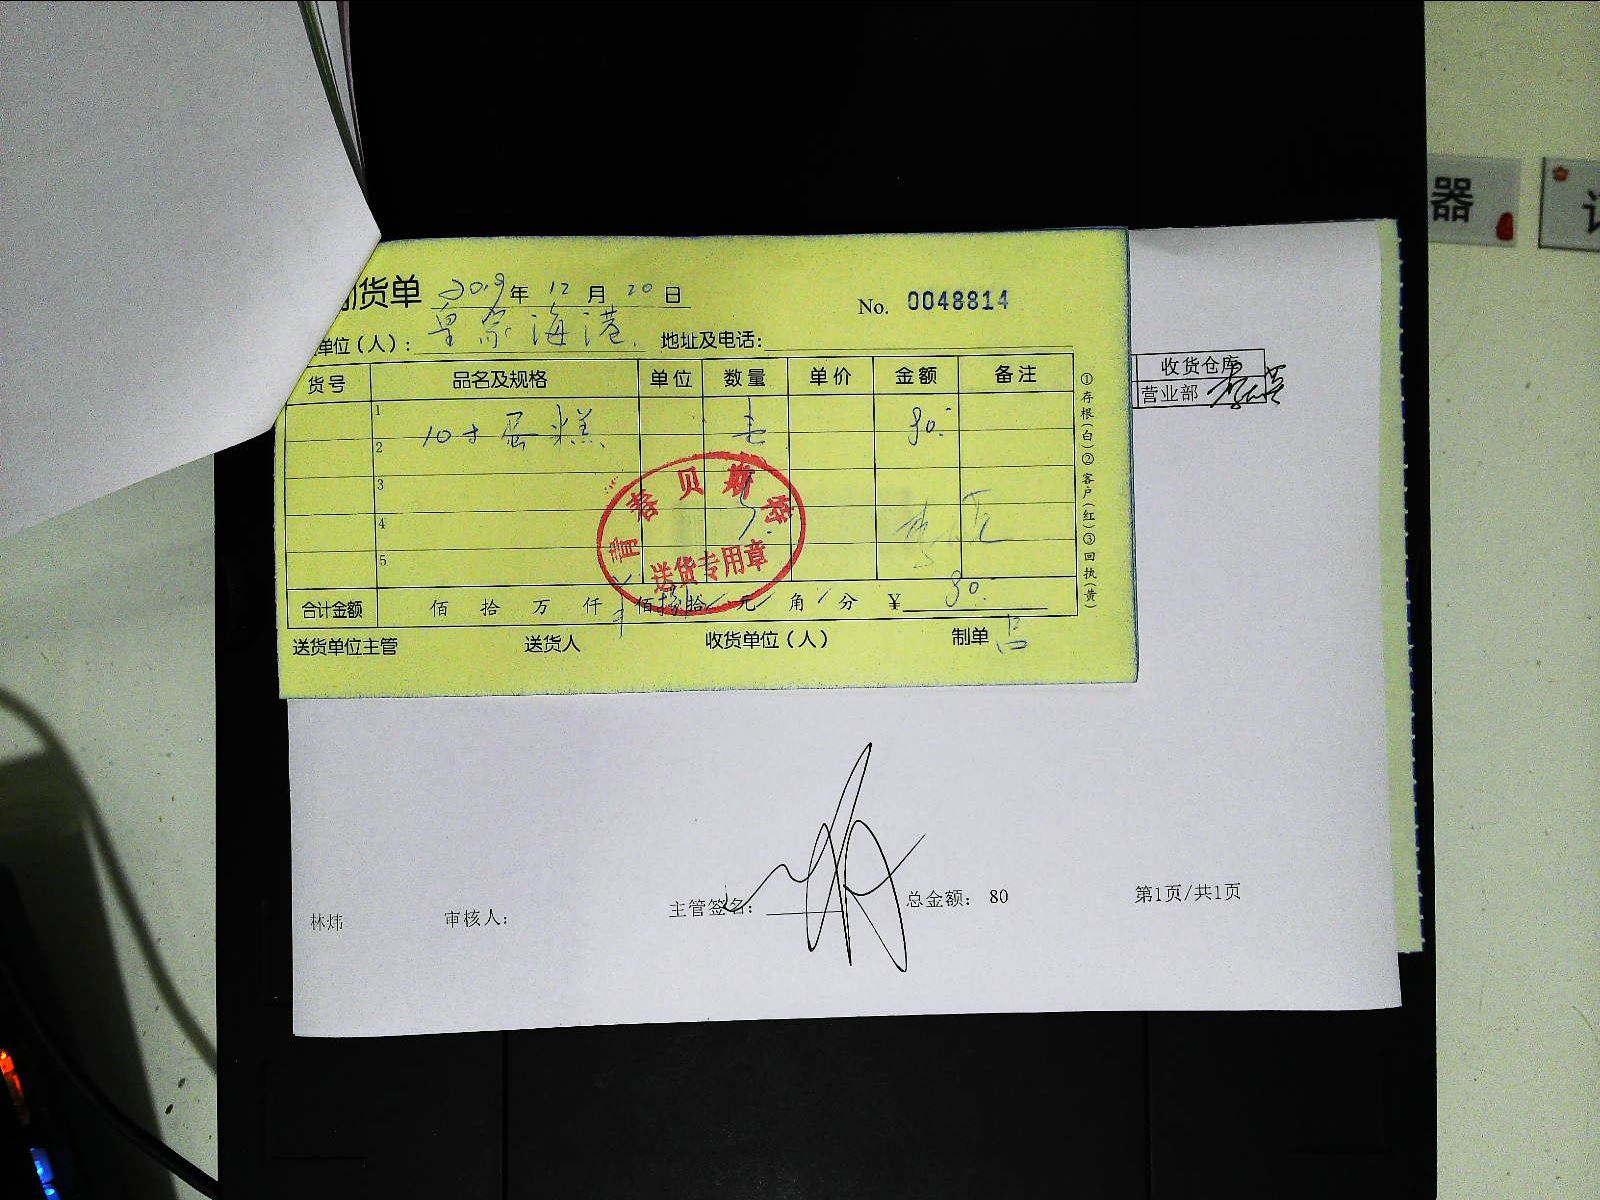 货单 2019年 12月 20日
No. 0048814
单位(人): 皇家海港 地址及电话:
货号 品名及规格 单位 数量 单价 金额 备注
1
10寸蛋糕 80.
2
3
4
5
青春贝斯特
送货专用章
合计金额 佰 拾 万 仟 佰 拾 元 角 分 ¥ 80.
送货单位主管 送货人 收货单位(人) 制单
①存根(白)②客户(红)③回执(黄)
收货仓库
营业部
林炜 审核人: 主管签名: 总金额: 80 第1页/共1页
器